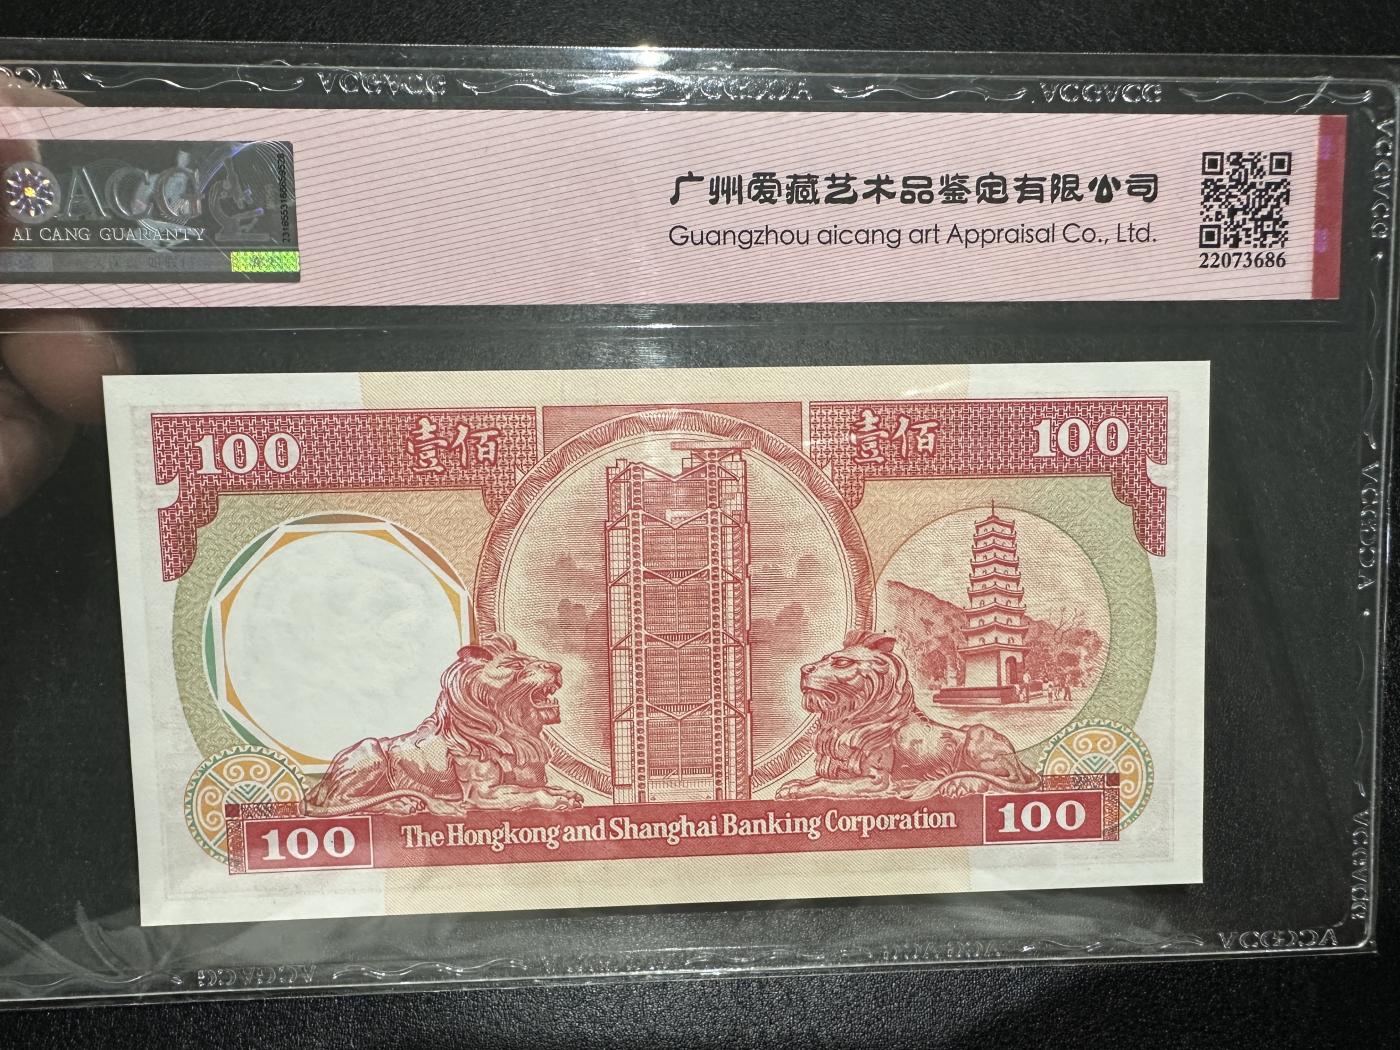 ACGACG
ACGACG
ACG
AI CANG GUARANTY
广州爱藏艺术品鉴定有限公司
Guangzhou aicang art Appraisal Co., Ltd.
22073686
100
壹佰
壹佰
100
100
The Hongkong and Shanghai Banking Corporation
100